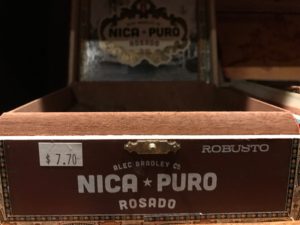 NICA ★ PURO
ROSADO
$ 7.70
ALEC BRADLEY CO
ROBUSTO
NICA ★ PURO
ROSADO